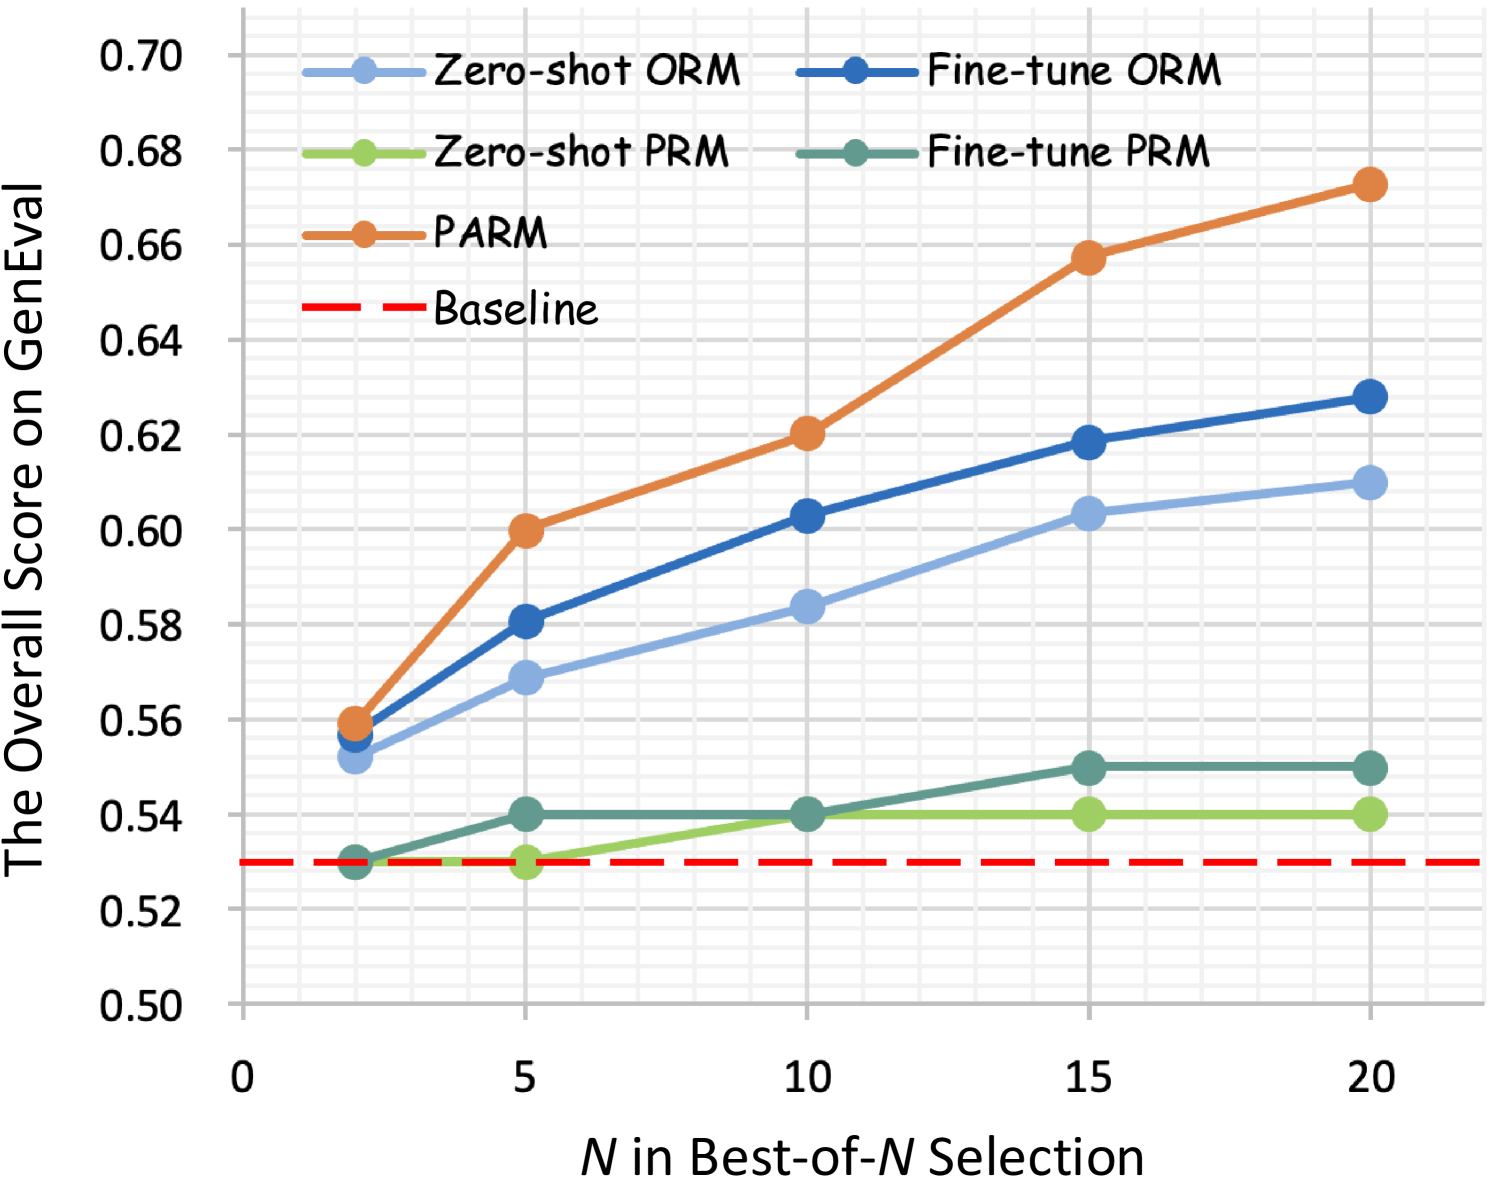 The Overall Score on GenEval
0.70
0.68
0.66
0.64
0.62
0.60
0.58
0.56
0.54
0.52
0.50
Zero-shot ORM
Fine-tune ORM
Zero-shot PRM
Fine-tune PRM
PARM
Baseline
0 5 10 15 20
N in Best-of-N Selection